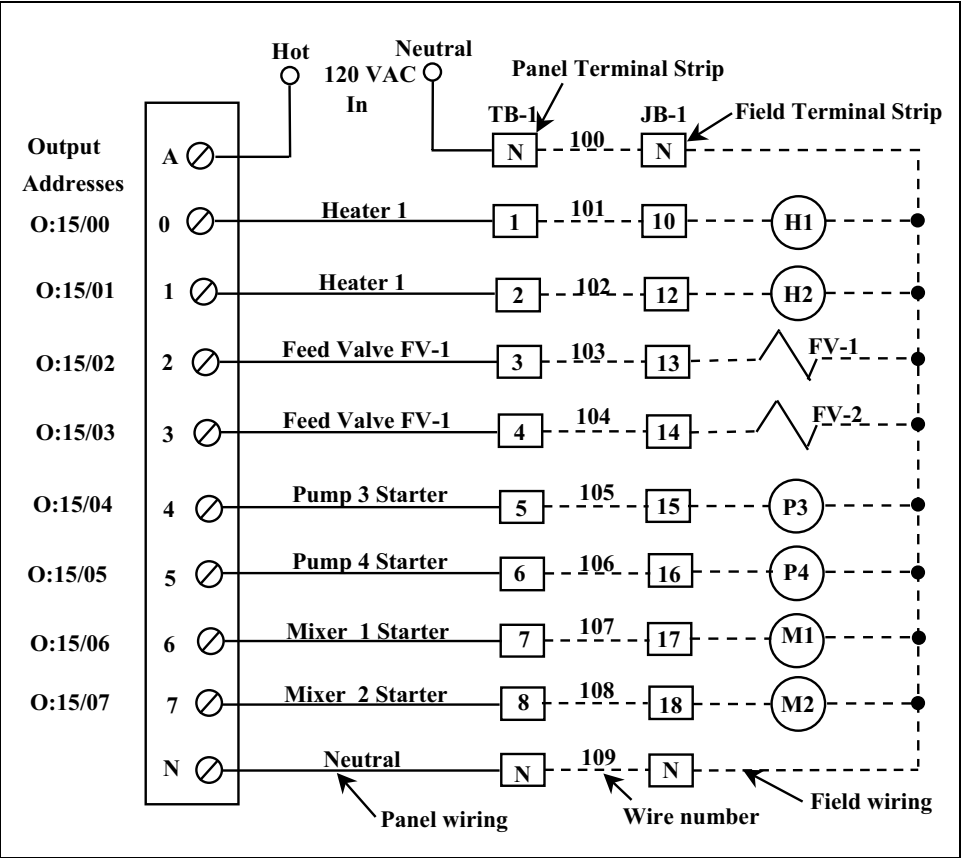 Hot
Neutral
120 VAC
In
Panel Terminal Strip
TB-1
JB-1
Field Terminal Strip
Output
Addresses
A
N
100
N
O:15/00
0
Heater 1
1
101
10
H1
O:15/01
1
Heater 1
2
102
12
H2
O:15/02
2
Feed Valve FV-1
3
103
13
FV-1
O:15/03
3
Feed Valve FV-1
4
104
14
FV-2
O:15/04
4
Pump 3 Starter
5
105
15
P3
O:15/05
5
Pump 4 Starter
6
106
16
P4
O:15/06
6
Mixer 1 Starter
7
107
17
M1
O:15/07
7
Mixer 2 Starter
8
108
18
M2
N
Neutral
N
109
N
Panel wiring
Wire number
Field wiring